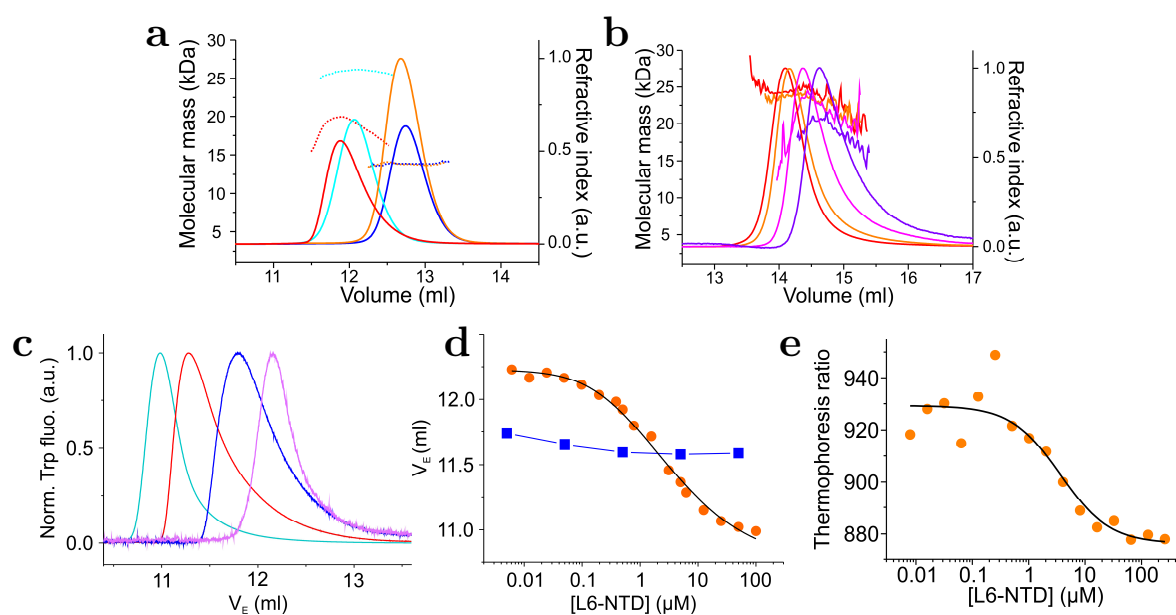 a
Molecular mass (kDa)
30
25
20
15
10
5
1.0
0.5
0.0
Refractive index (a.u.)
11 12 13 14
Volume (ml)
b
Molecular mass (kDa)
30
25
20
15
10
5
1.0
0.5
0.0
Refractive index (a.u.)
13 14 15 16 17
Volume (ml)
c
Norm. Trp fluo. (a.u.)
1.0
0.5
0.0
11 12 13
VE (ml)
d
VE (ml)
12.0
11.5
11.0
0.01 0.1 1 10 100
[L6-NTD] (µM)
e
Thermophoresis ratio
940
920
900
880
0.01 0.1 1 10 100
[L6-NTD] (µM)